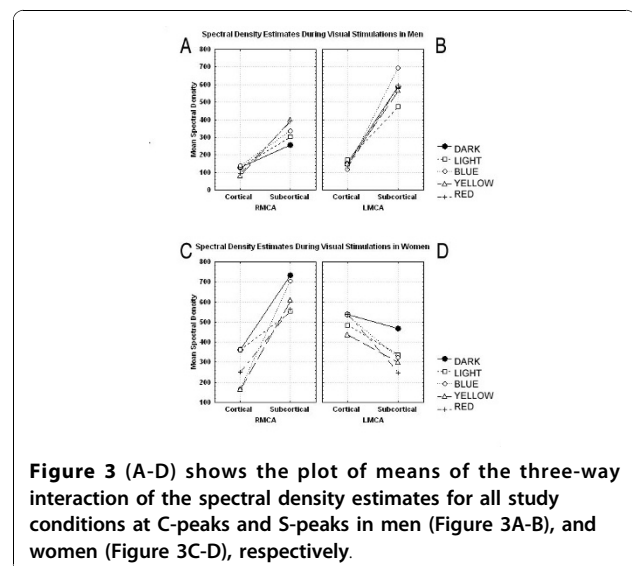 Spectral Density Estimates During Visual Stimulations in Men
A
B
800
700
600
500
400
300
200
100
0
Mean Spectral Density
Cortical Subcortical
RMCA
Cortical Subcortical
LMCA
DARK
LIGHT
BLUE
YELLOW
RED
C Spectral Density Estimates During Visual Stimulations in Women D
800
700
600
500
400
300
200
100
Mean Spectral Density
Cortical Subcortical
RMCA
Cortical Subcortical
LMCA
DARK
LIGHT
BLUE
YELLOW
RED
Figure 3 (A-D) shows the plot of means of the three-way
interaction of the spectral density estimates for all study
conditions at C-peaks and S-peaks in men (Figure 3A-B), and
women (Figure 3C-D), respectively.